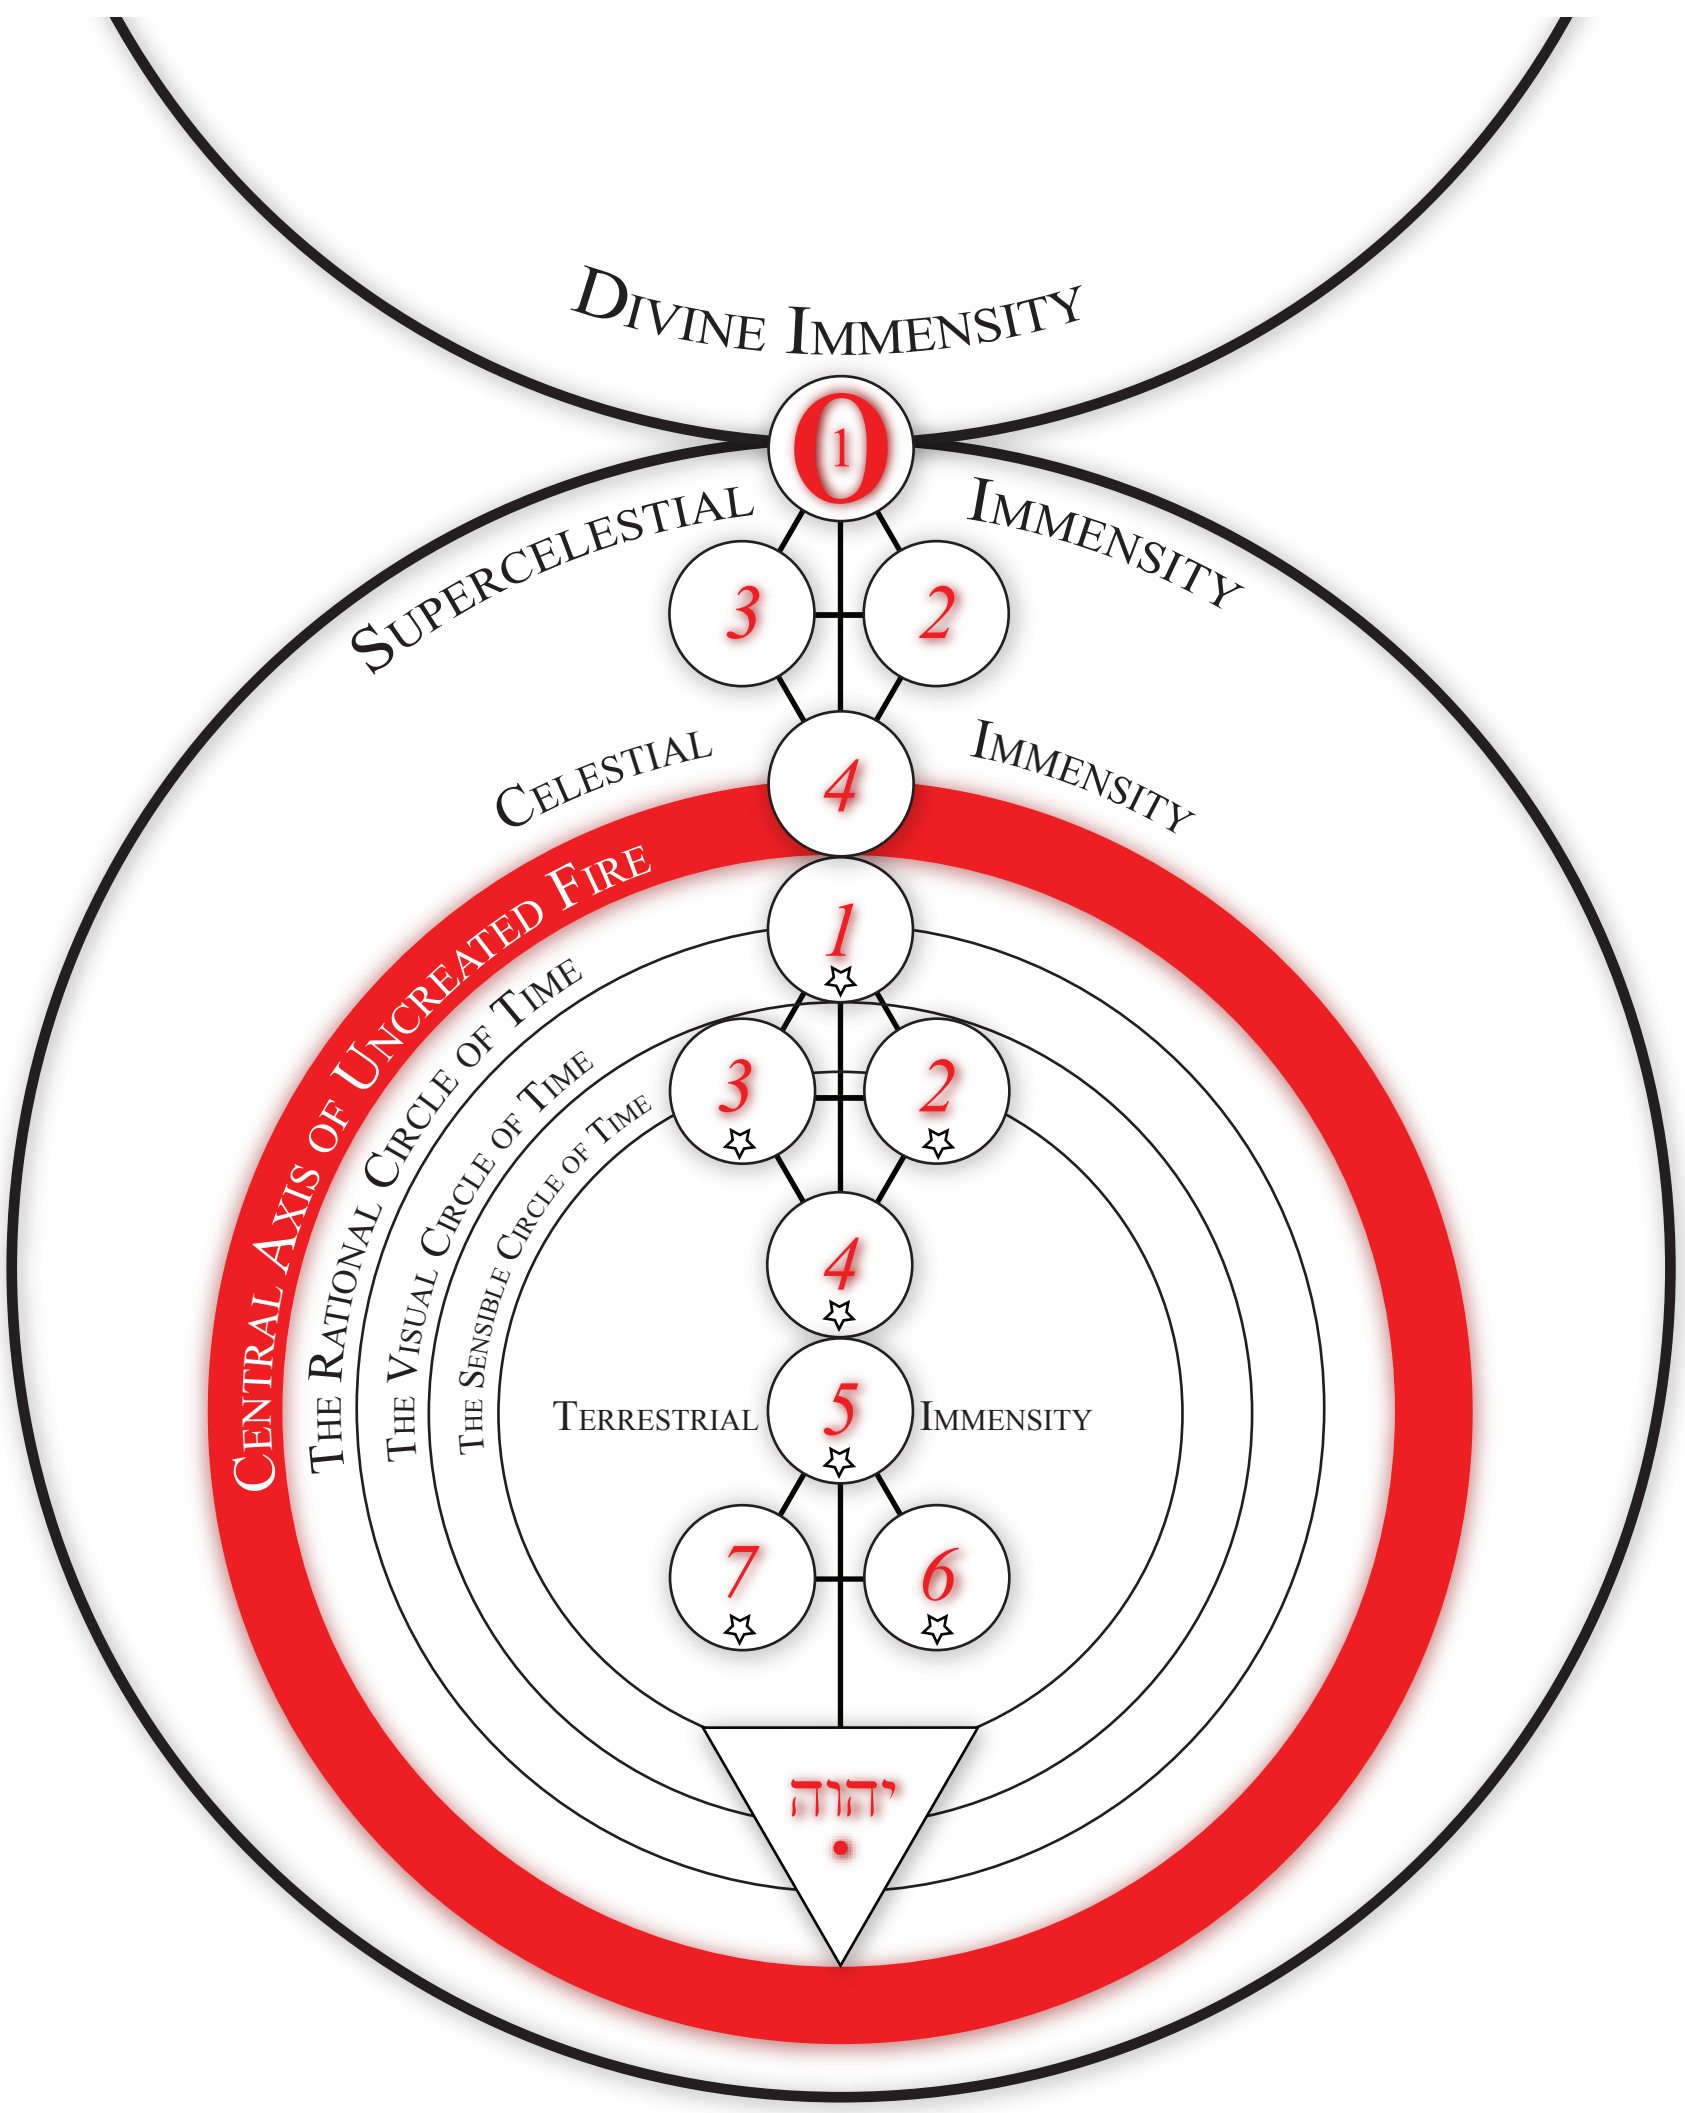 DIVINE IMMENSITY
0
1
SUPERCELESTIAL IMMENSITY
3 2
CELESTIAL IMMENSITY
4
CENTRAL AXIS OF UNCREATED FIRE
1
THE RATIONAL CIRCLE OF TIME
THE VISUAL CIRCLE OF TIME
THE SENSIBLE CIRCLE OF TIME
3 2
4
TERRESTRIAL 5 IMMENSITY
7 6
יהוה